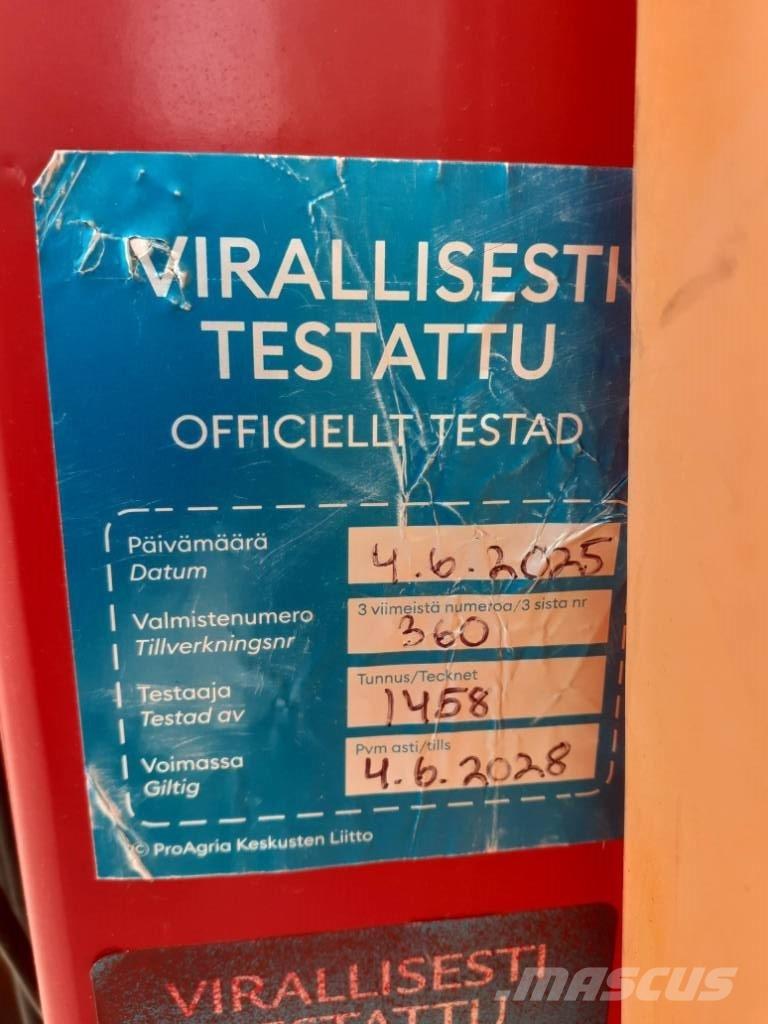 VIRALLISESTI
TESTATTU
OFFICIELLT TESTAD
Päivämäärä
Datum
4.6.2025
Valmistenumero
Tillverkningsnr
3 viimeistä numeroa/3 sista nr
360
Testaaja
Testad av
Tunnus/Tecknet
1458
Voimassa
Giltig
Pvm asti/tills
4.6.2028
© ProAgria Keskusten Liitto
VIRALLISESTI
TESTATTU
MASCUS